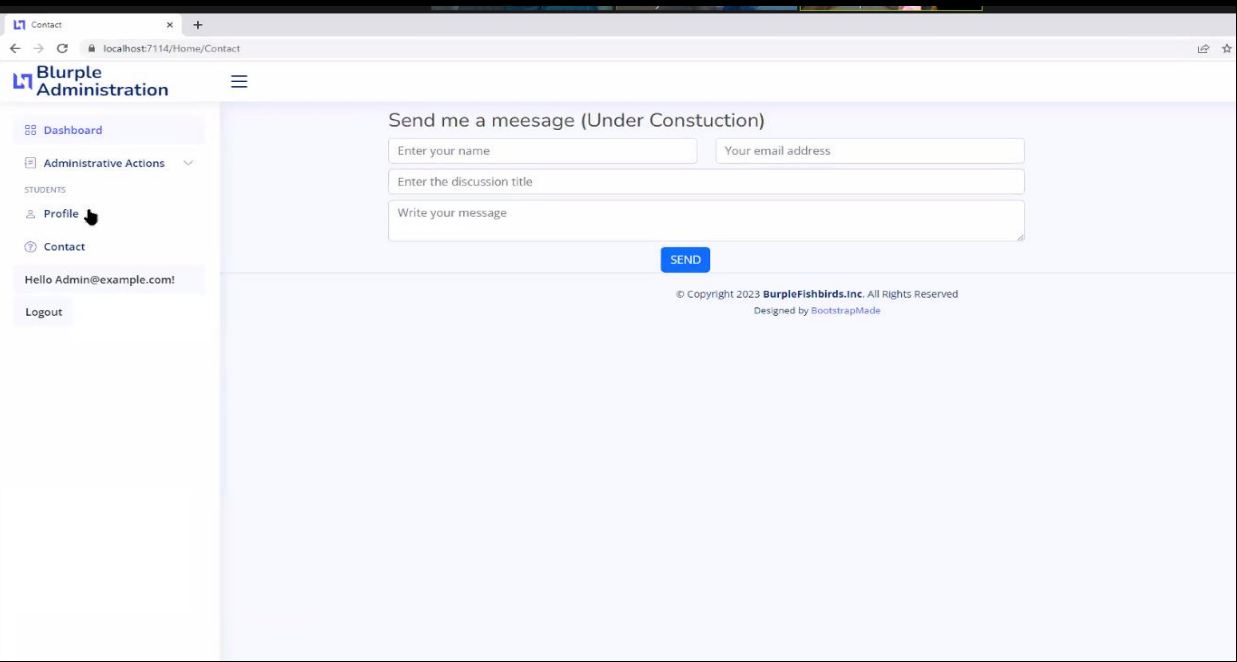 Contact
localhost:7114/Home/Contact
Blurple
Administration
Dashboard
Administrative Actions
STUDENTS
Profile
Contact
Hello Admin@example.com!
Logout
Send me a meesage (Under Constuction)
Enter your name
Your email address
Enter the discussion title
Write your message
SEND
© Copyright 2023 BurpleFishbirds.Inc. All Rights Reserved
Designed by BootstrapMade